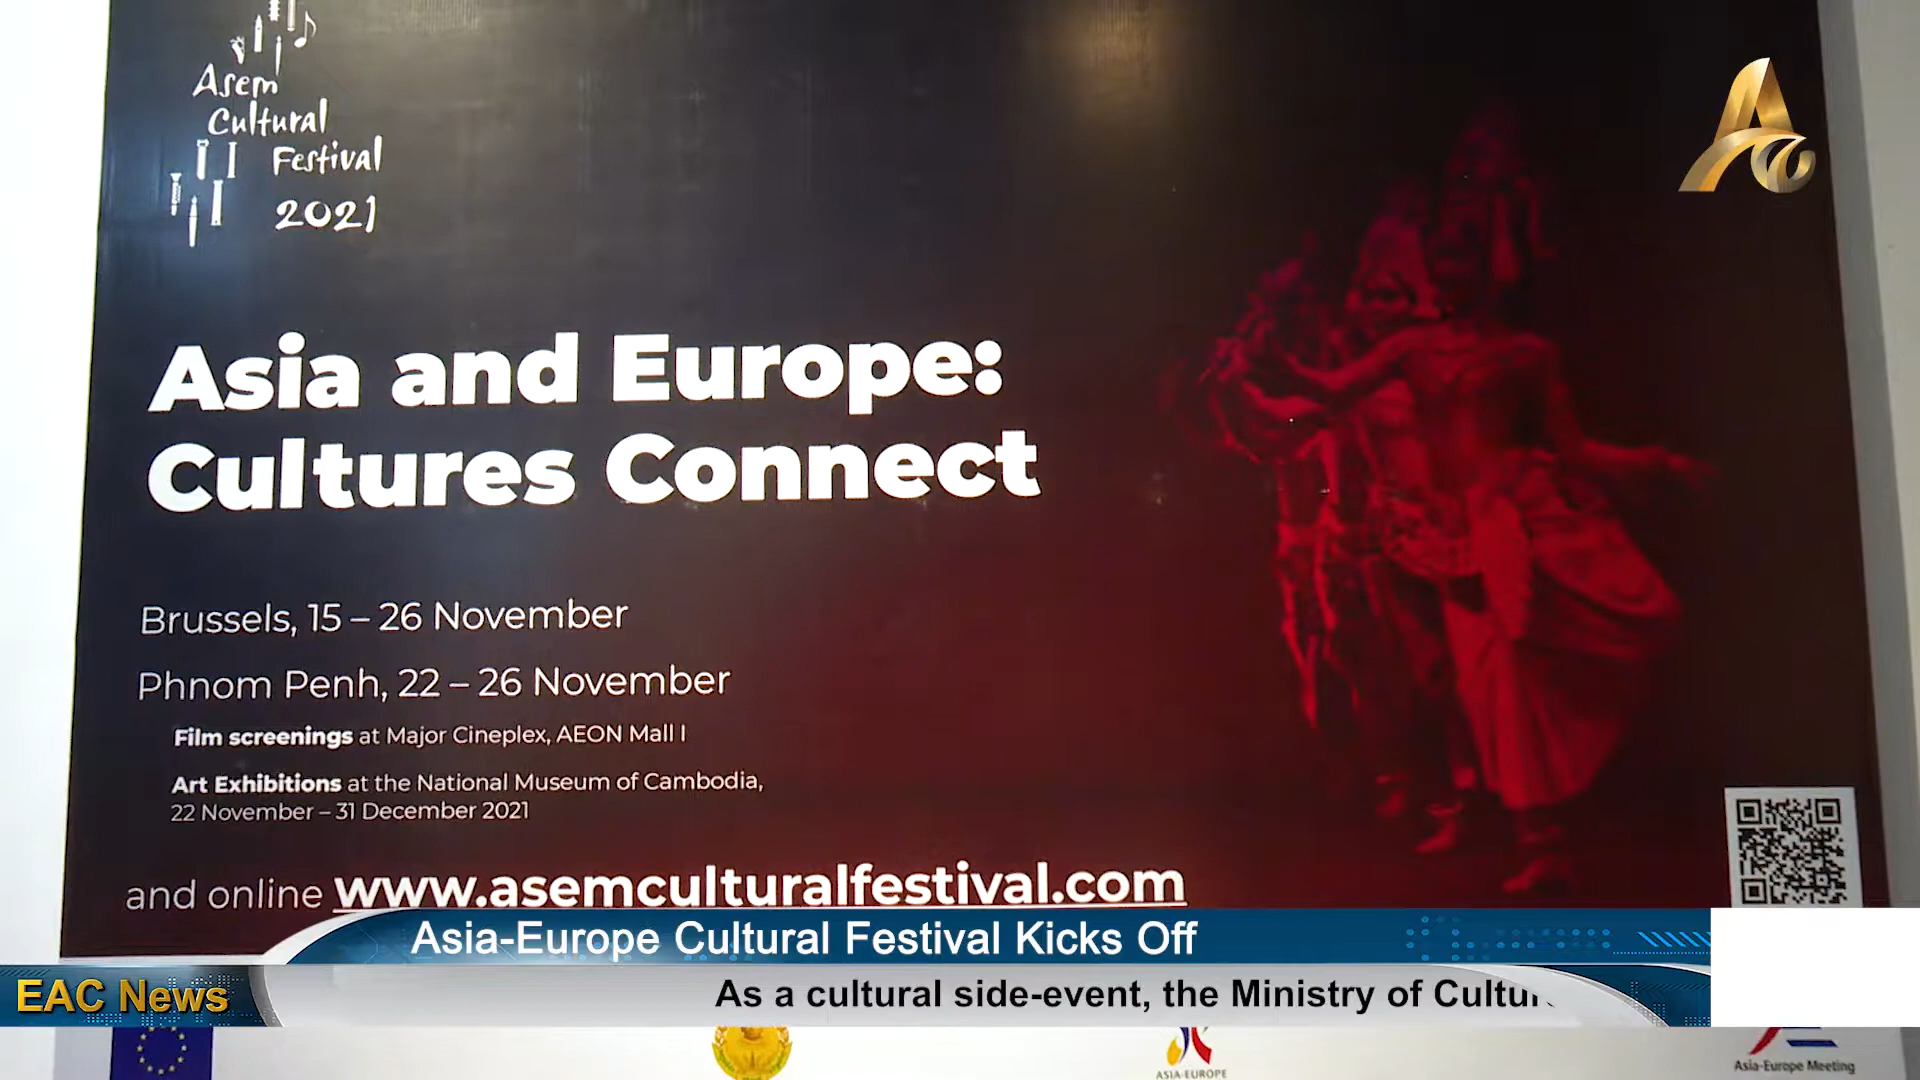 Asem
Cultural
Festival
2021
Asia and Europe:
Cultures Connect
Brussels, 15 – 26 November
Phnom Penh, 22 – 26 November
Film screenings at Major Cineplex, AEON Mall I
Art Exhibitions at the National Museum of Cambodia,
22 November – 31 December 2021
and online www.asemculturalfestival.com
Asia-Europe Cultural Festival Kicks Off
EAC News
As a cultural side-event, the Ministry of
ASIA-EUROPE
Asia-Europe Meeting